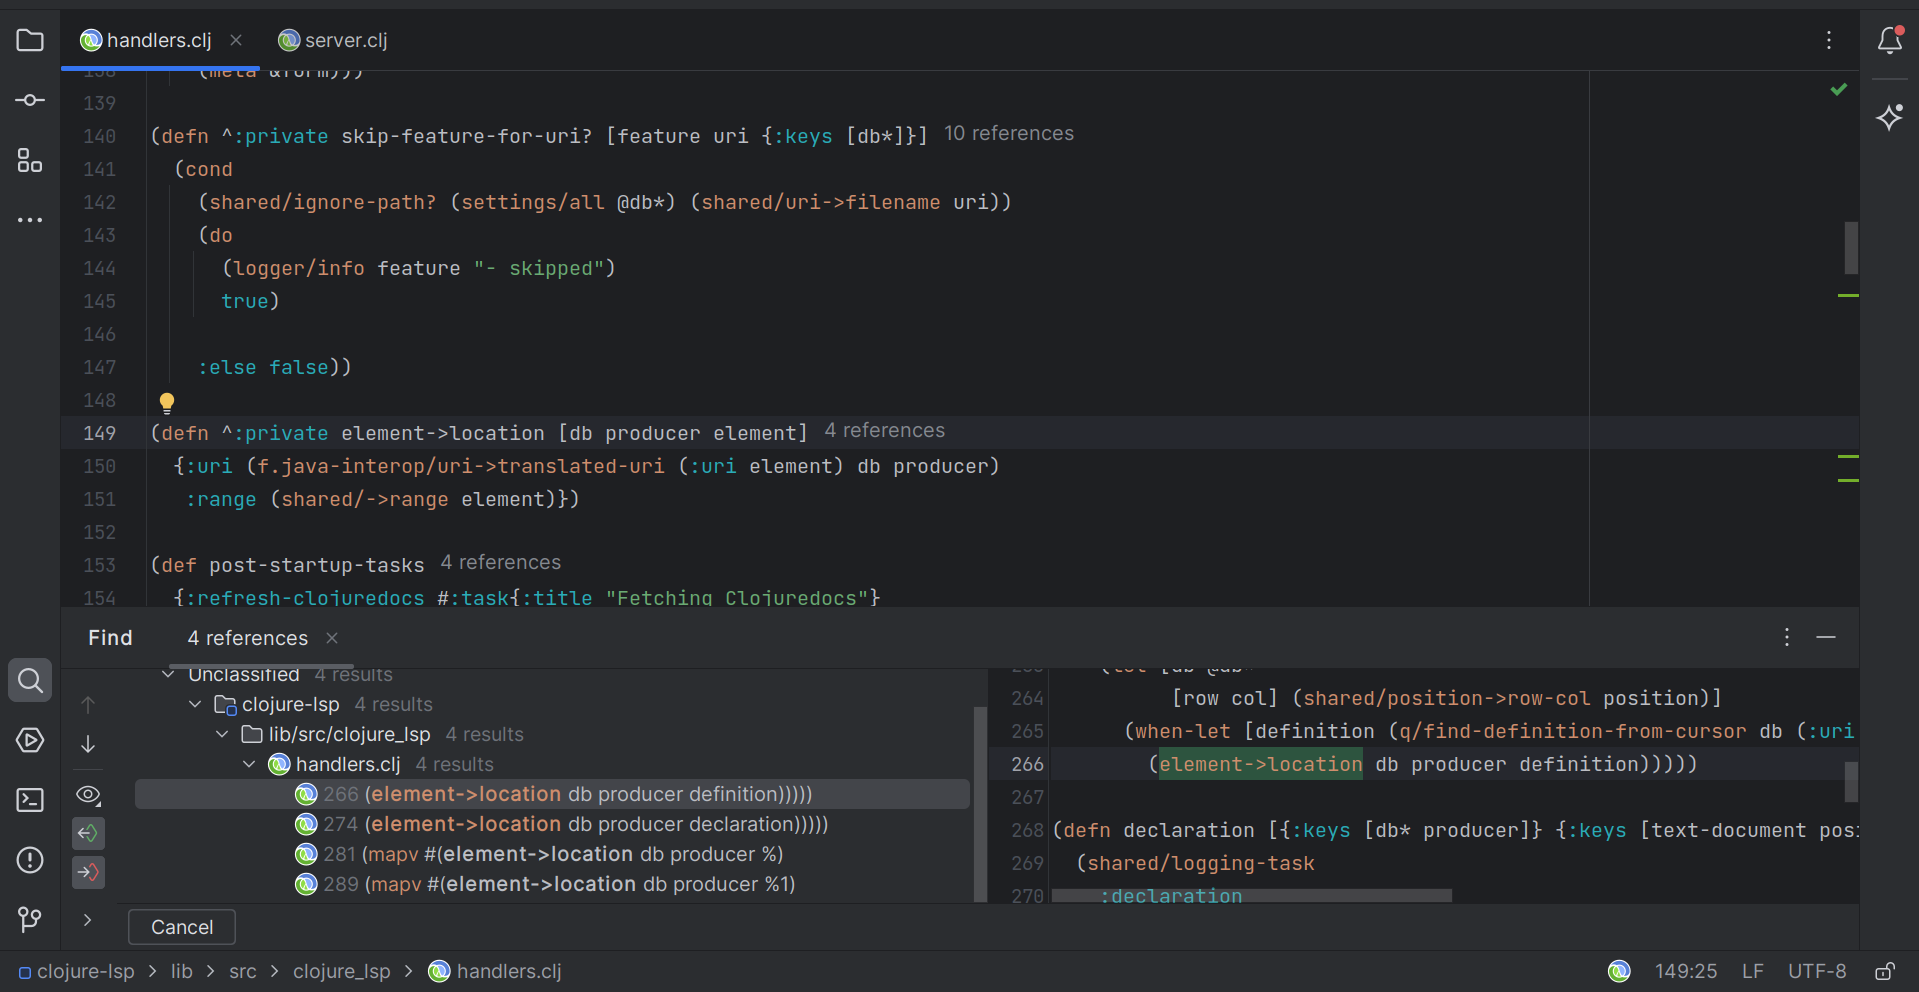 handlers.clj
server.clj
138 (meta &form)))
139
140 (defn ^:private skip-feature-for-uri? [feature uri {:keys [db*]}] 10 references
141 (cond
142 (shared/ignore-path? (settings/all @db*) (shared/uri->filename uri))
143 (do
144 (logger/info feature "- skipped")
145 true)
146
147 :else false))
148
149 (defn ^:private element->location [db producer element] 4 references
150 {:uri (f.java-interop/uri->translated-uri (:uri element) db producer)
151 :range (shared/->range element)})
152
153 (def post-startup-tasks 4 references
154 {:refresh-clojuredocs #:task{:title "Fetching Clojuredocs"}
Find
4 references
Unclassified 4 results
clojure-lsp 4 results
lib/src/clojure_lsp 4 results
handlers.clj 4 results
266 (element->location db producer definition)))))
274 (element->location db producer declaration)))))
281 (mapv #(element->location db producer %)
289 (mapv #(element->location db producer %1)
Cancel
(let [db @db*
264 [row col] (shared/position->row-col position)]
265 (when-let [definition (q/find-definition-from-cursor db (:uri
266 (element->location db producer definition)))))
267
268 (defn declaration [{:keys [db* producer]} {:keys [text-document posi
269 (shared/logging-task
270 :declaration
clojure-lsp > lib > src > clojure_lsp > handlers.clj
149:25 LF UTF-8